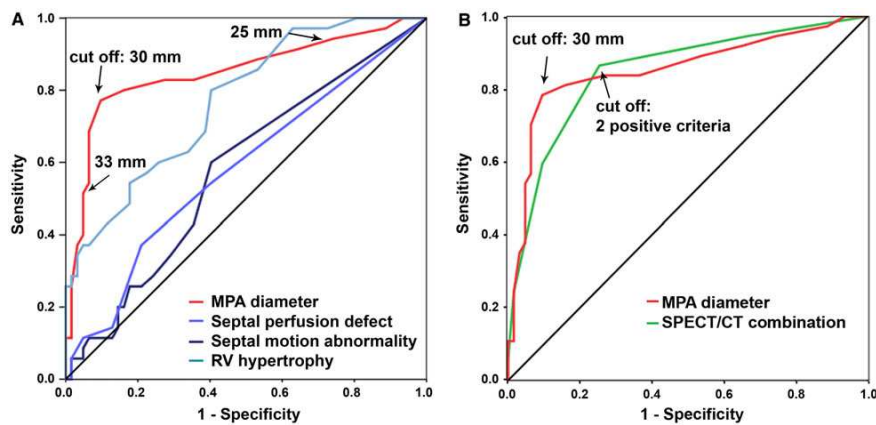 A
Sensitivity
1.0
0.8
0.6
0.4
0.2
0.0
cut off: 30 mm
25 mm
33 mm
MPA diameter
Septal perfusion defect
Septal motion abnormality
RV hypertrophy
0.0 0.2 0.4 0.6 0.8 1.0
1 - Specificity
B
Sensitivity
1.0
0.8
0.6
0.4
0.2
0.0
cut off: 30 mm
cut off:
2 positive criteria
MPA diameter
SPECT/CT combination
0.0 0.2 0.4 0.6 0.8 1.0
1 - Specificity